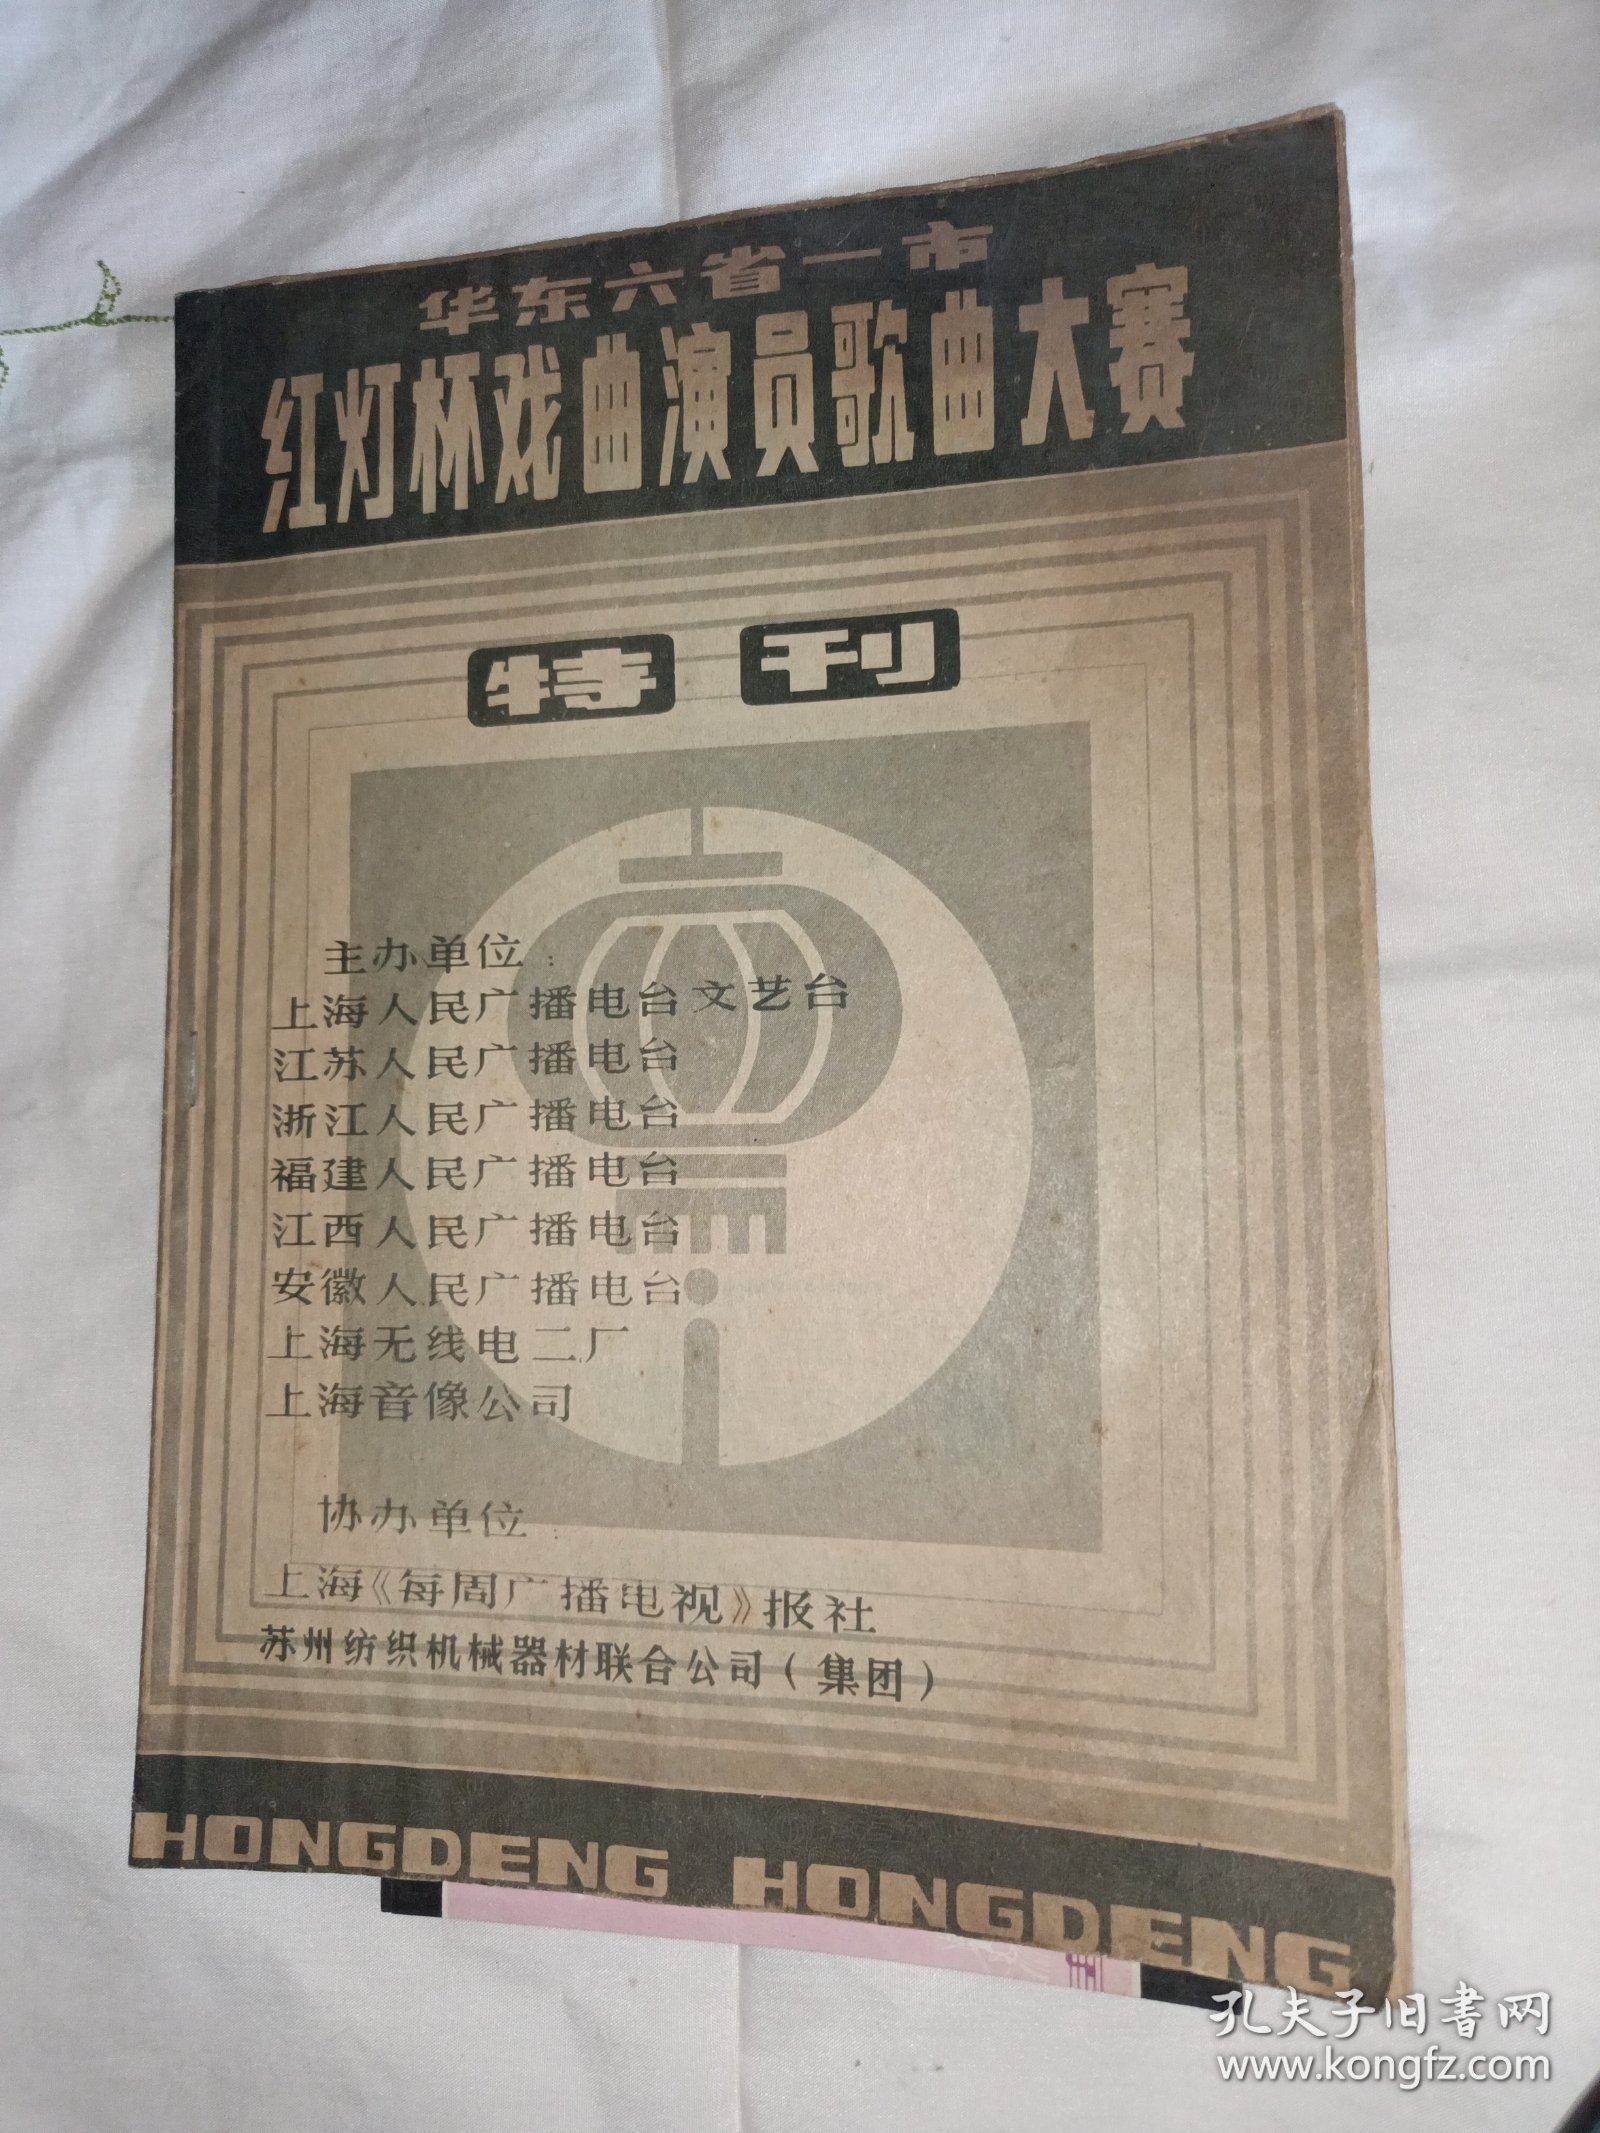 华东六省一市
红灯杯戏曲演员歌曲大赛
特刊
主办单位：
上海人民广播电台文艺台
江苏人民广播电台
浙江人民广播电台
福建人民广播电台
江西人民广播电台
安徽人民广播电台
上海无线电二厂
上海音像公司
协办单位：
上海《每周广播电视》报社
苏州纺织机械器材联合公司（集团）
HONGDENG HONGDENG
孔夫子旧书网
www.kongfz.com